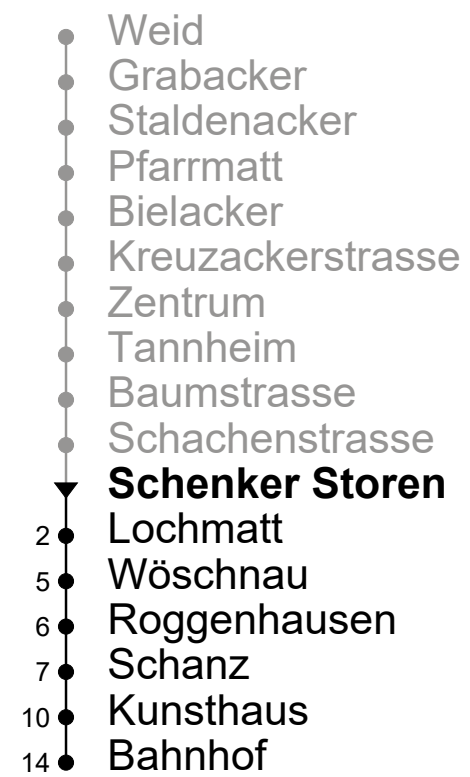 Weid
Grabacker
Staldenacker
Pfarrmatt
Bielacker
Kreuzackerstrasse
Zentrum
Tannheim
Baumstrasse
Schachenstrasse
Schenker Storen
2 Lochmatt
5 Wöschnau
6 Roggenhausen
7 Schanz
10 Kunsthaus
14 Bahnhof